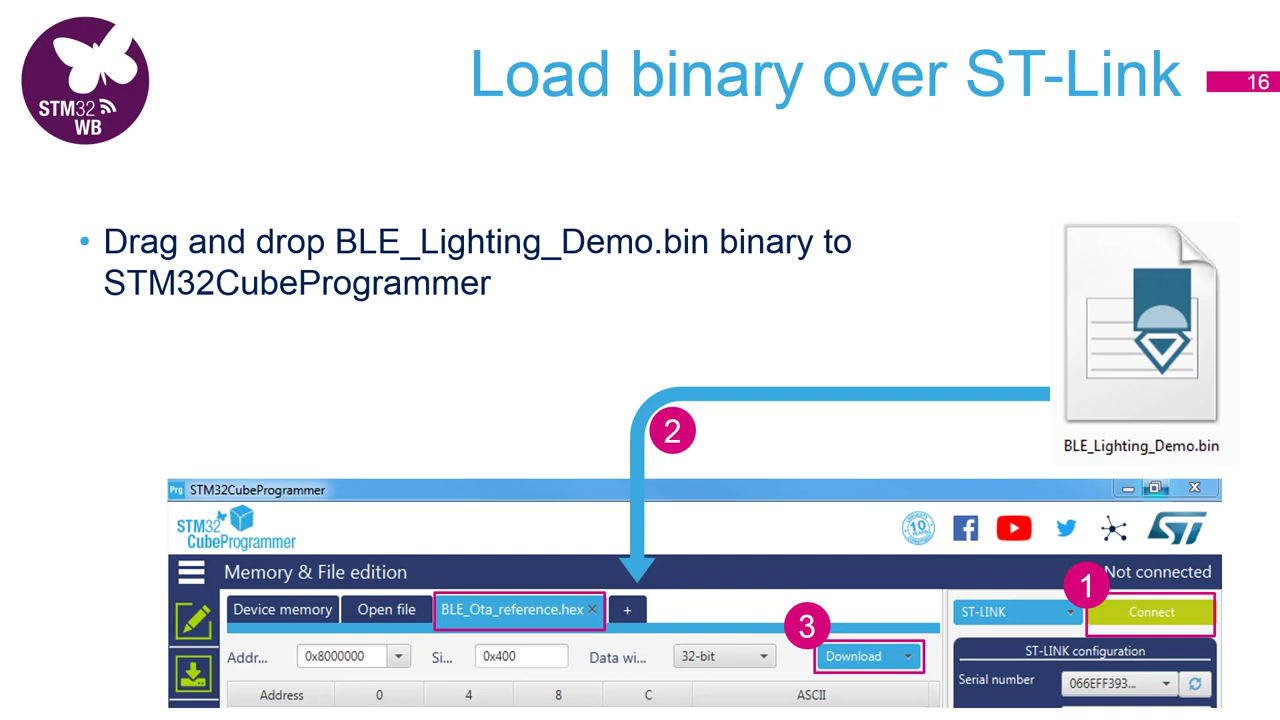 STM32
WB
Load binary over ST-Link
16
• Drag and drop BLE_Lighting_Demo.bin binary to
STM32CubeProgrammer
BLE_Lighting_Demo.bin
2
Prg STM32CubeProgrammer
STM32
CubeProgrammer
10
ST
Memory & File edition
Not connected
1
Device memory
Open file
BLE_Ota_reference.hex ×
+
ST-LINK
Connect
3
Addr...
0x8000000
Si...
0x400
Data wi...
32-bit
Download
ST-LINK configuration
Serial number
066EFF393...
Address 0 4 8 C ASCII